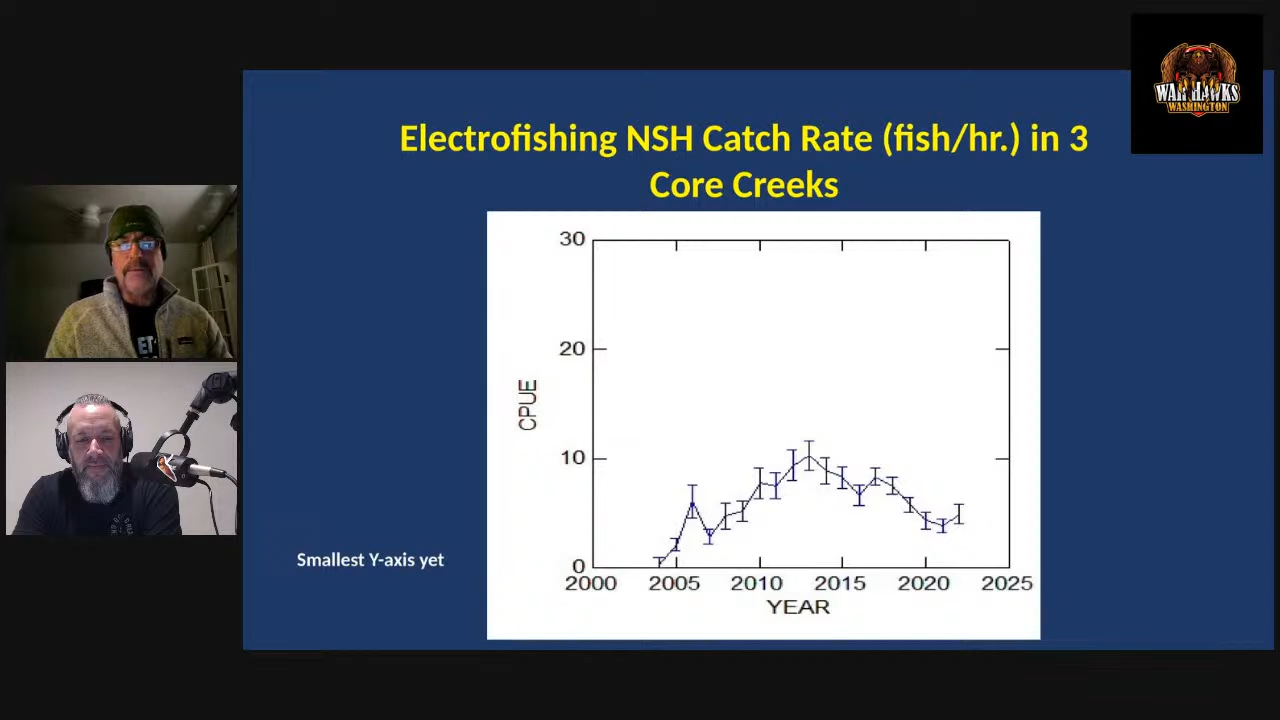 WAR HAWKS
WASHINGTON
Electrofishing NSH Catch Rate (fish/hr.) in 3
Core Creeks
30
20
10
0
CPUE
2000 2005 2010 2015 2020 2025
YEAR
Smallest Y-axis yet
ET